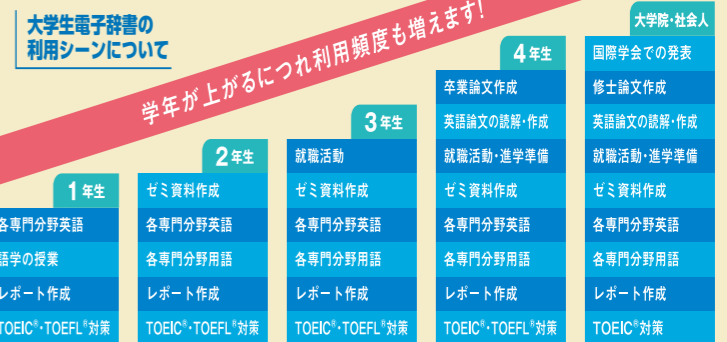 大学生電子辞書の
利用シーンについて
学年が上がるにつれ利用頻度も増えます!
1年生
各専門分野英語
語学の授業
レポート作成
TOEIC®・TOEFL®対策
2年生
ゼミ資料作成
各専門分野英語
各専門分野用語
レポート作成
TOEIC®・TOEFL®対策
3年生
就職活動
ゼミ資料作成
各専門分野英語
各専門分野用語
レポート作成
TOEIC®・TOEFL®対策
4年生
卒業論文作成
英語論文の読解・作成
就職活動・進学準備
ゼミ資料作成
各専門分野英語
各専門分野用語
レポート作成
TOEIC®・TOEFL®対策
大学院・社会人
国際学会での発表
修士論文作成
英語論文の読解・作成
就職活動・進学準備
ゼミ資料作成
各専門分野英語
各専門分野用語
レポート作成
TOEIC®対策